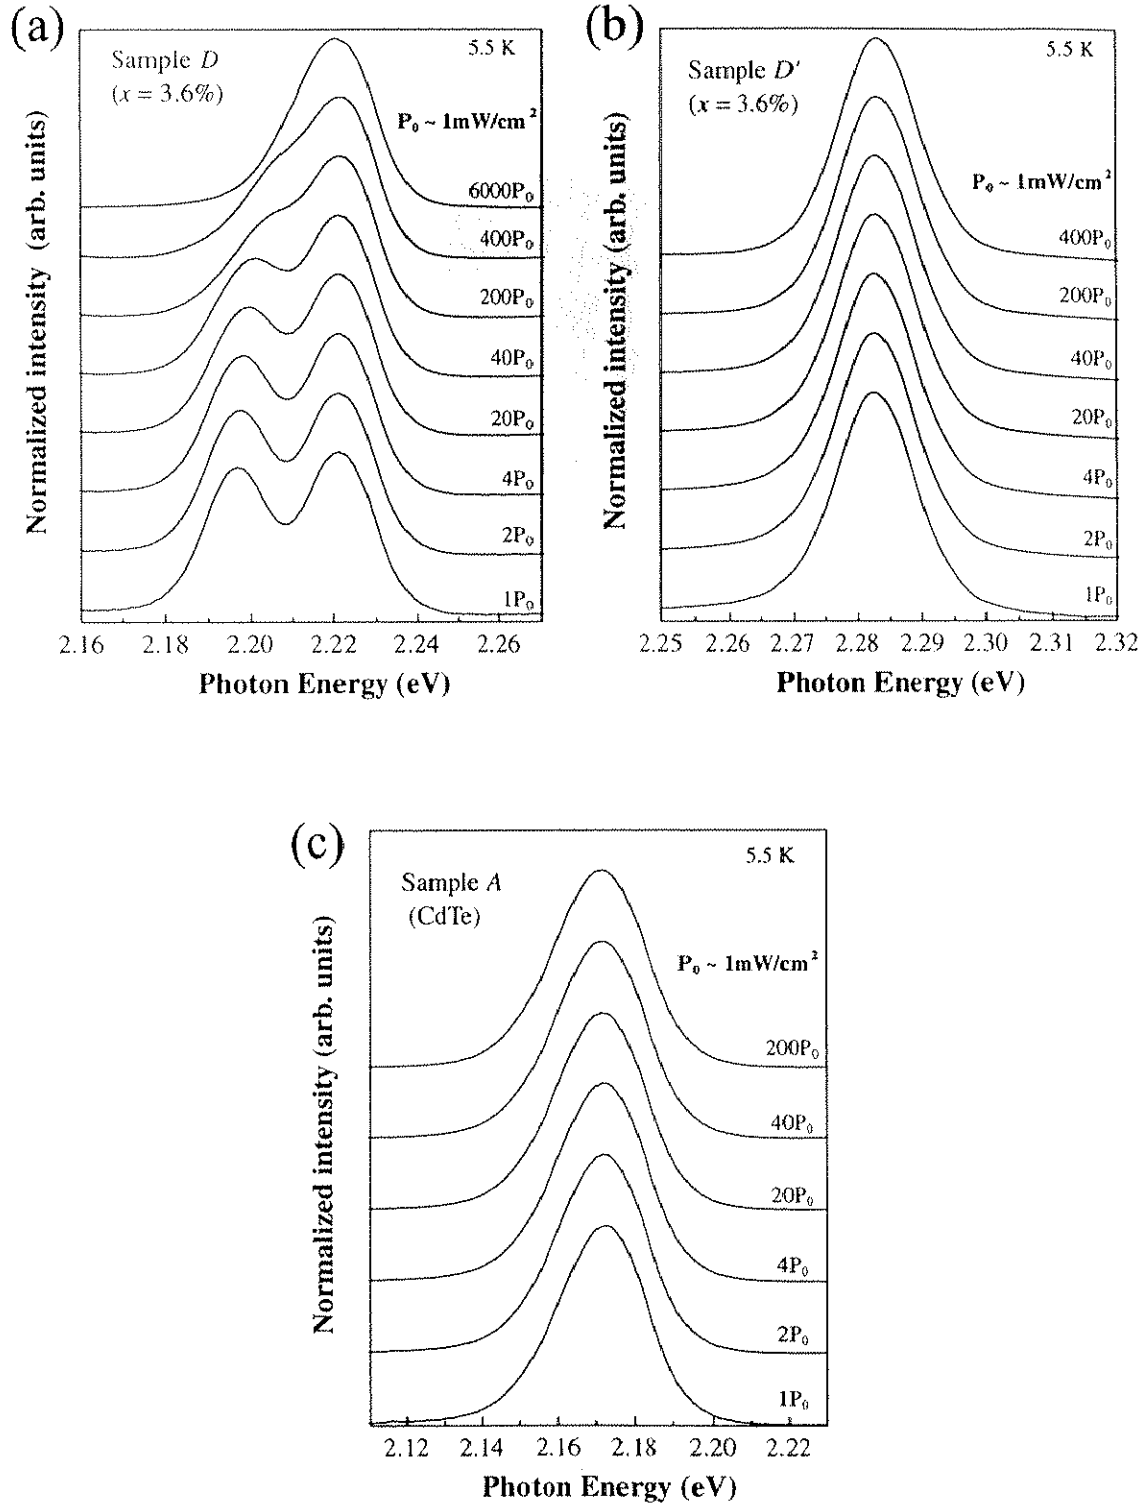 (a)
Sample D
(x = 3.6%)
5.5 K
P₀ ~ 1mW/cm²
6000P₀
400P₀
200P₀
40P₀
20P₀
4P₀
2P₀
1P₀
Normalized intensity (arb. units)
2.16 2.18 2.20 2.22 2.24 2.26
Photon Energy (eV)
(b)
Sample D'
(x = 3.6%)
5.5 K
P₀ ~ 1mW/cm²
400P₀
200P₀
40P₀
20P₀
4P₀
2P₀
1P₀
Normalized intensity (arb. units)
2.25 2.26 2.27 2.28 2.29 2.30 2.31 2.32
Photon Energy (eV)
(c)
Sample A
(CdTe)
5.5 K
P₀ ~ 1mW/cm²
200P₀
40P₀
20P₀
4P₀
2P₀
1P₀
Normalized intensity (arb. units)
2.12 2.14 2.16 2.18 2.20 2.22
Photon Energy (eV)